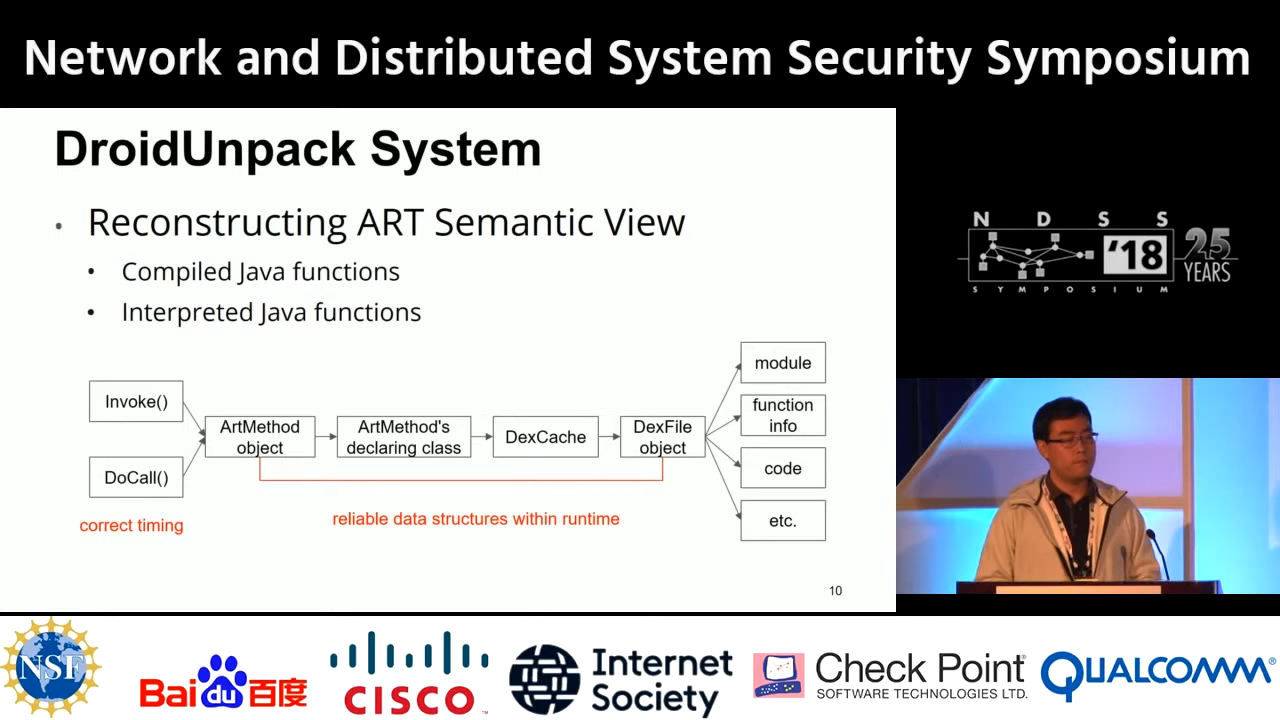 Network and Distributed System Security Symposium
DroidUnpack System
• Reconstructing ART Semantic View
• Compiled Java functions
• Interpreted Java functions
Invoke()
DoCall()
correct timing
ArtMethod
object
ArtMethod's
declaring class
DexCache
DexFile
object
reliable data structures within runtime
module
function
info
code
etc.
10
N D S S
'18
25
YEARS
SYMPOSIUM
NSF
Bai du 百度
CISCO
Internet
Society
Check Point
SOFTWARE TECHNOLOGIES LTD.
QUALCOMM